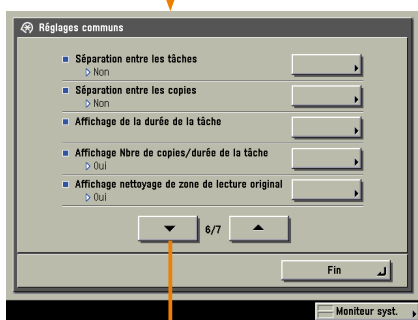 Réglages communs
Séparation entre les tâches
Non
Séparation entre les copies
Non
Affichage de la durée de la tâche
Affichage Nbre de copies/durée de la tâche
Oui
Affichage nettoyage de zone de lecture original
Oui
6/7
Fin
Moniteur syst.